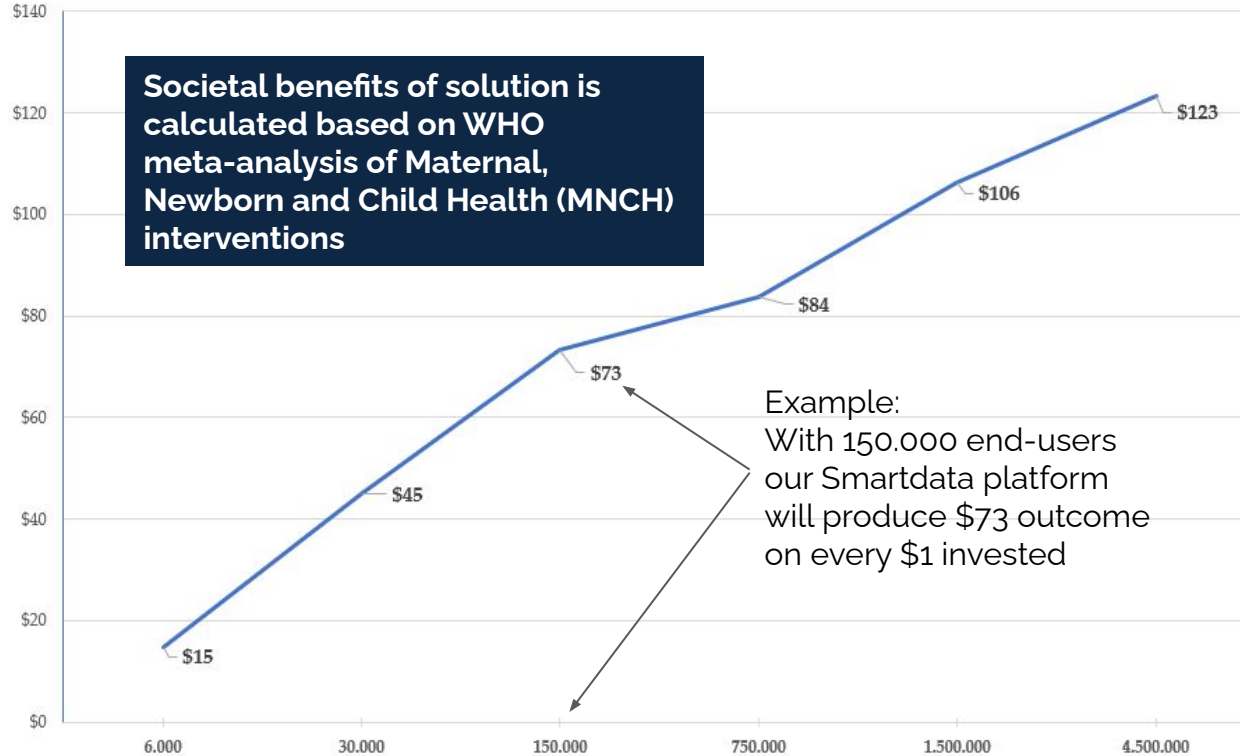 $140
Societal benefits of solution is
calculated based on WHO
meta-analysis of Maternal,
Newborn and Child Health (MNCH)
interventions
$120
$123
$100
$106
$80
$84
$73
$60
Example:
With 150.000 end-users
our Smartdata platform
will produce $73 outcome
on every $1 invested
$45
$40
$20
$15
$0
6.000 30.000 150.000 750.000 1.500.000 4.500.000